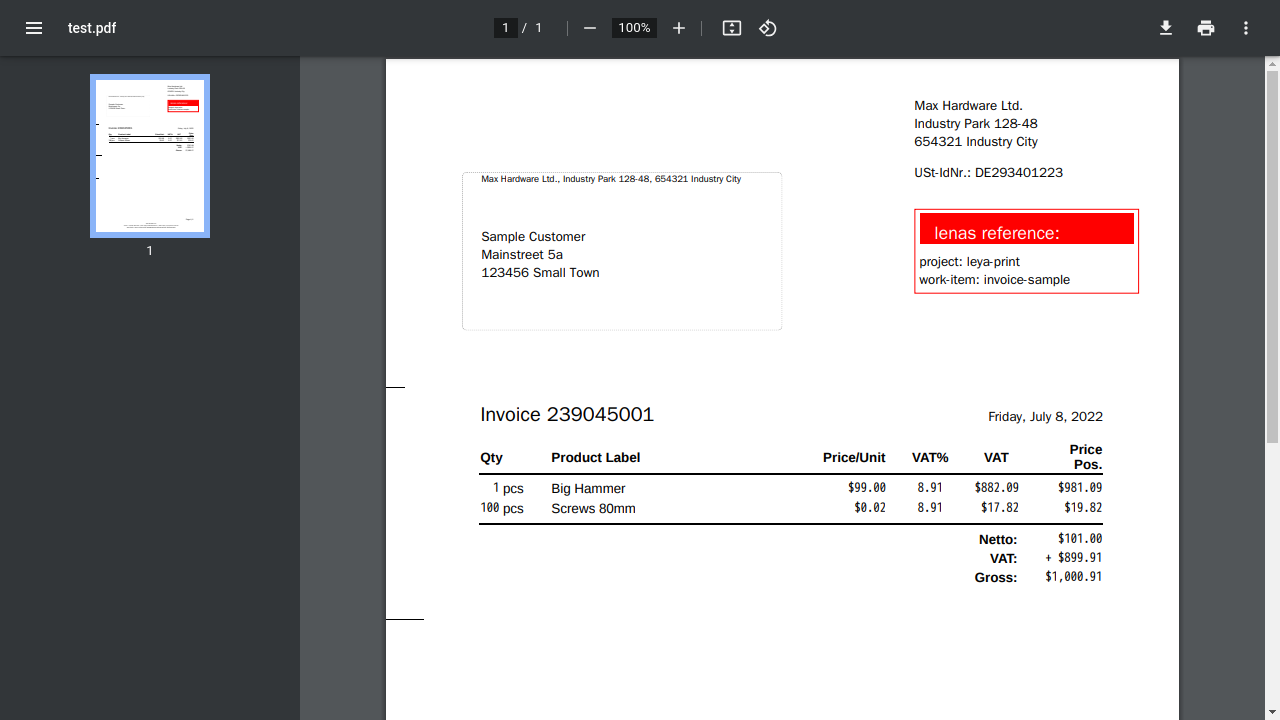 test.pdf
1 / 1
100%
1
Max Hardware Ltd.
Industry Park 128-48
654321 Industry City
USt-IdNr.: DE293401223
Max Hardware Ltd., Industry Park 128-48, 654321 Industry City
Sample Customer
Mainstreet 5a
123456 Small Town
lenas reference:
project: leya-print
work-item: invoice-sample
Invoice 239045001 Friday, July 8, 2022
Qty Product Label Price/Unit VAT% VAT Price Pos.
1 pcs Big Hammer $99.00 8.91 $882.09 $981.09
100 pcs Screws 80mm $0.02 8.91 $17.82 $19.82
Netto: $101.00
VAT: + $899.91
Gross: $1,000.91